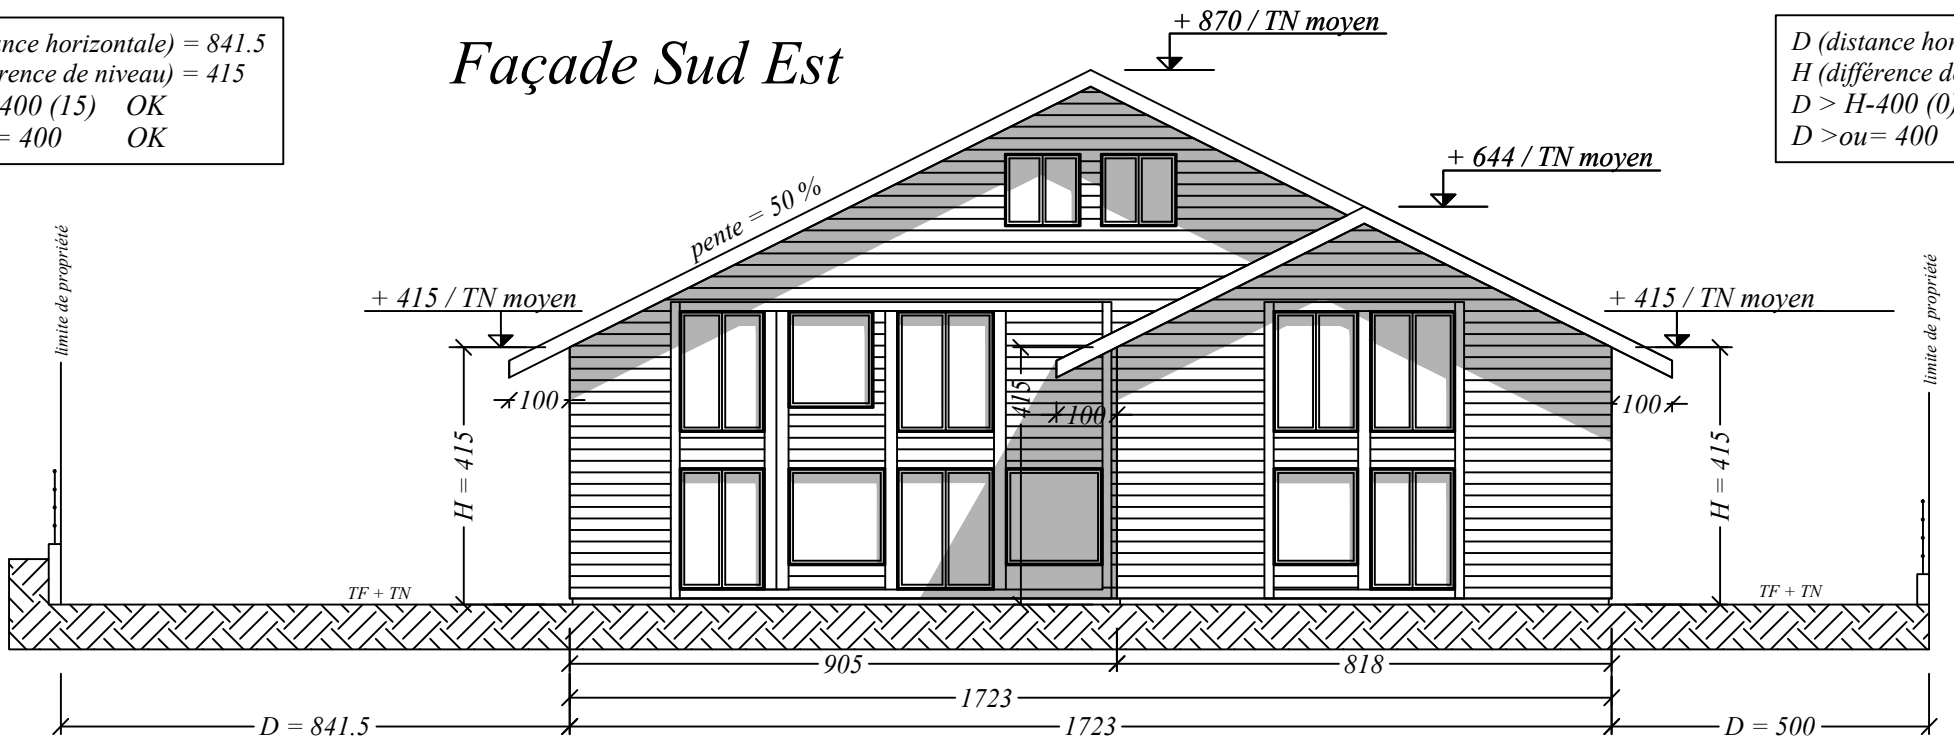 ance horizontale) = 841.5
rence de niveau) = 415
400 (15) OK
= 400 OK
Façade Sud Est
+ 870 / TN moyen
D (distance hor
H (différence d
D > H-400 (0)
D >ou= 400
+ 644 / TN moyen
pente = 50 %
limite de propriété
limite de propriété
+ 415 / TN moyen
+ 415 / TN moyen
100
415
100
100
H = 415
H = 415
TF + TN
TF + TN
905
818
1723
D = 841.5
1723
D = 500